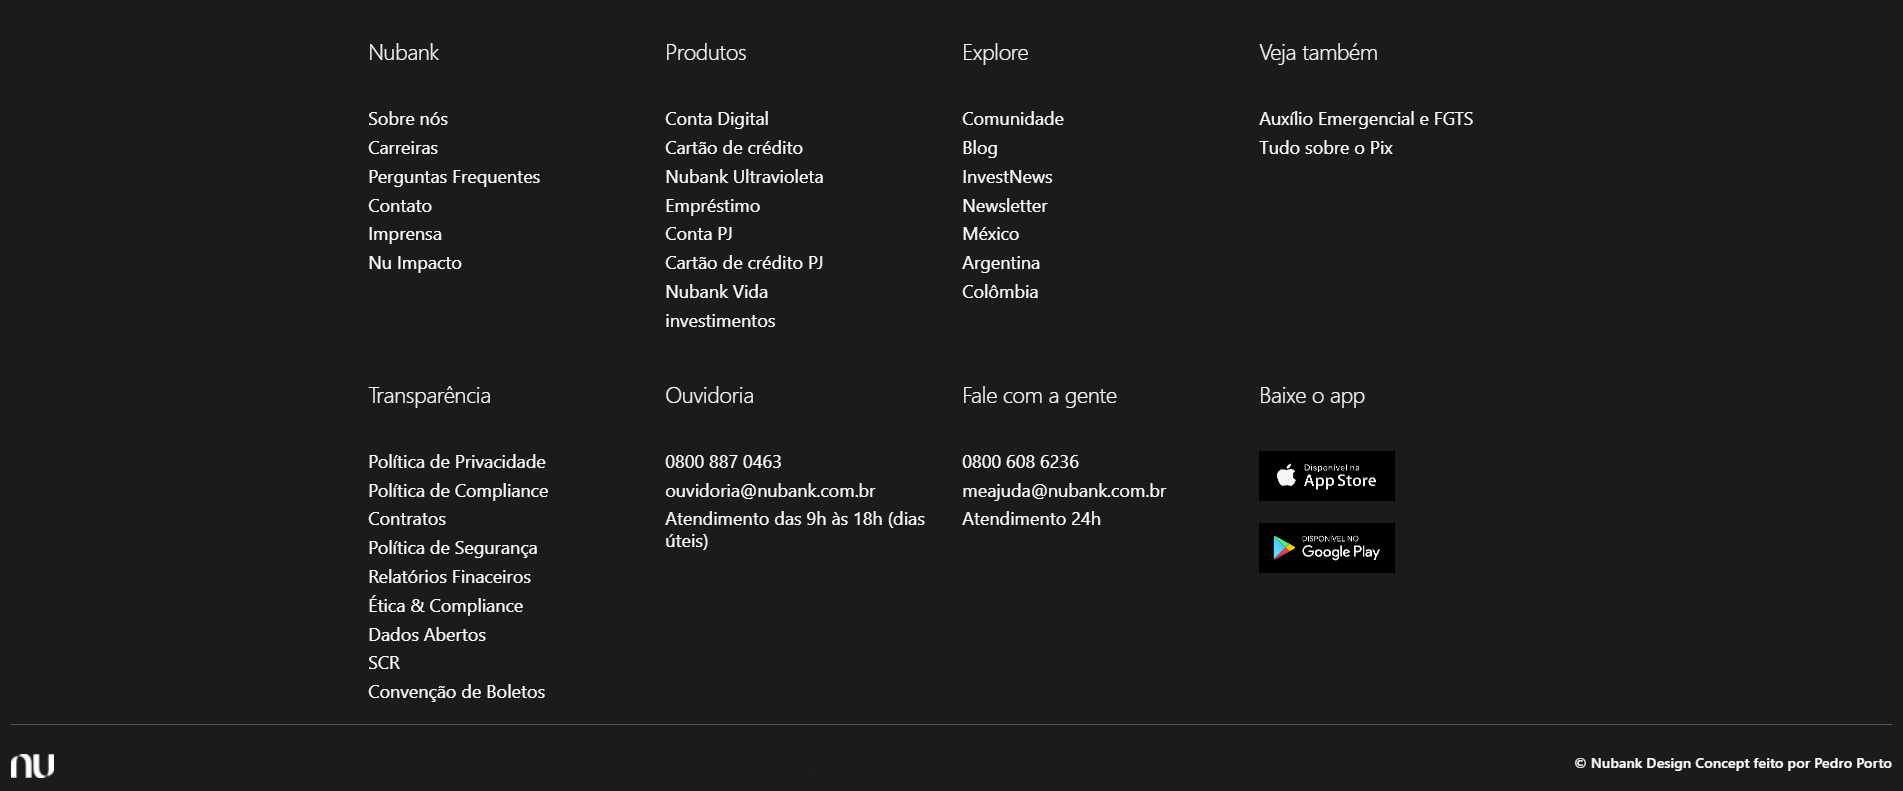 Nubank
Sobre nós
Carreiras
Perguntas Frequentes
Contato
Imprensa
Nu Impacto
Produtos
Conta Digital
Cartão de crédito
Nubank Ultravioleta
Empréstimo
Conta PJ
Cartão de crédito PJ
Nubank Vida
investimentos
Explore
Comunidade
Blog
InvestNews
Newsletter
México
Argentina
Colômbia
Veja também
Auxílio Emergencial e FGTS
Tudo sobre o Pix
Transparência
Política de Privacidade
Política de Compliance
Contratos
Política de Segurança
Relatórios Finaceiros
Ética & Compliance
Dados Abertos
SCR
Convenção de Boletos
Ouvidoria
0800 887 0463
ouvidoria@nubank.com.br
Atendimento das 9h às 18h (dias
úteis)
Fale com a gente
0800 608 6236
meajuda@nubank.com.br
Atendimento 24h
Baixe o app
Disponível na
App Store
DISPONÍVEL NO
Google Play
nu
© Nubank Design Concept feito por Pedro Porto